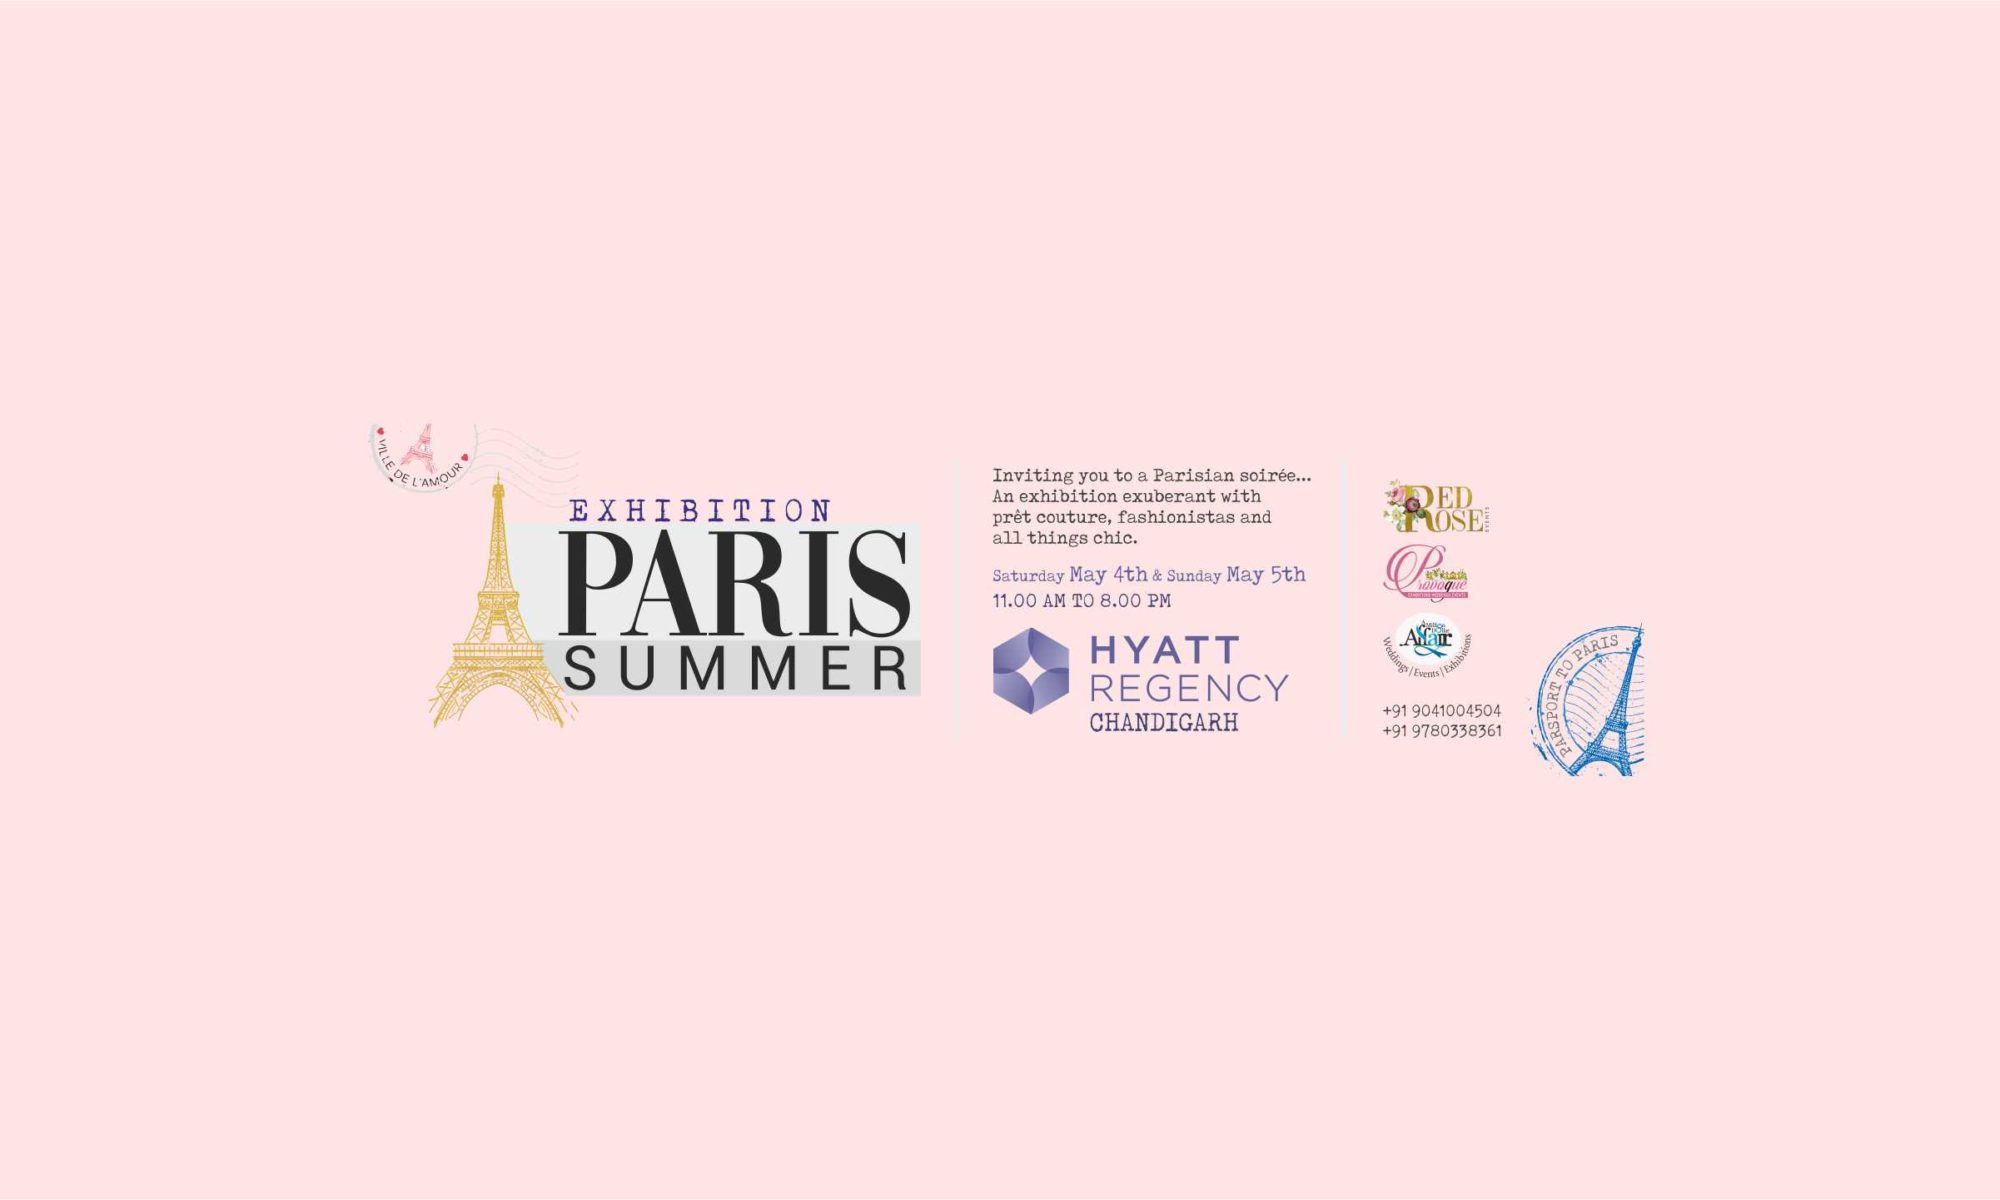 VILLE DE L'AMOUR
EXHIBITION
PARIS
SUMMER
Inviting you to a Parisian soirée...
An exhibition exuberant with
prêt couture, fashionistas and
all things chic.
Saturday May 4th & Sunday May 5th
11.00 AM TO 8.00 PM
HYATT
REGENCY
CHANDIGARH
RED
ROSE
EVENTS
Provogue
Affair
Weddings | Events | Exhibitions
+91 9041004504
+91 9780338361
PARSPORT TO PARIS